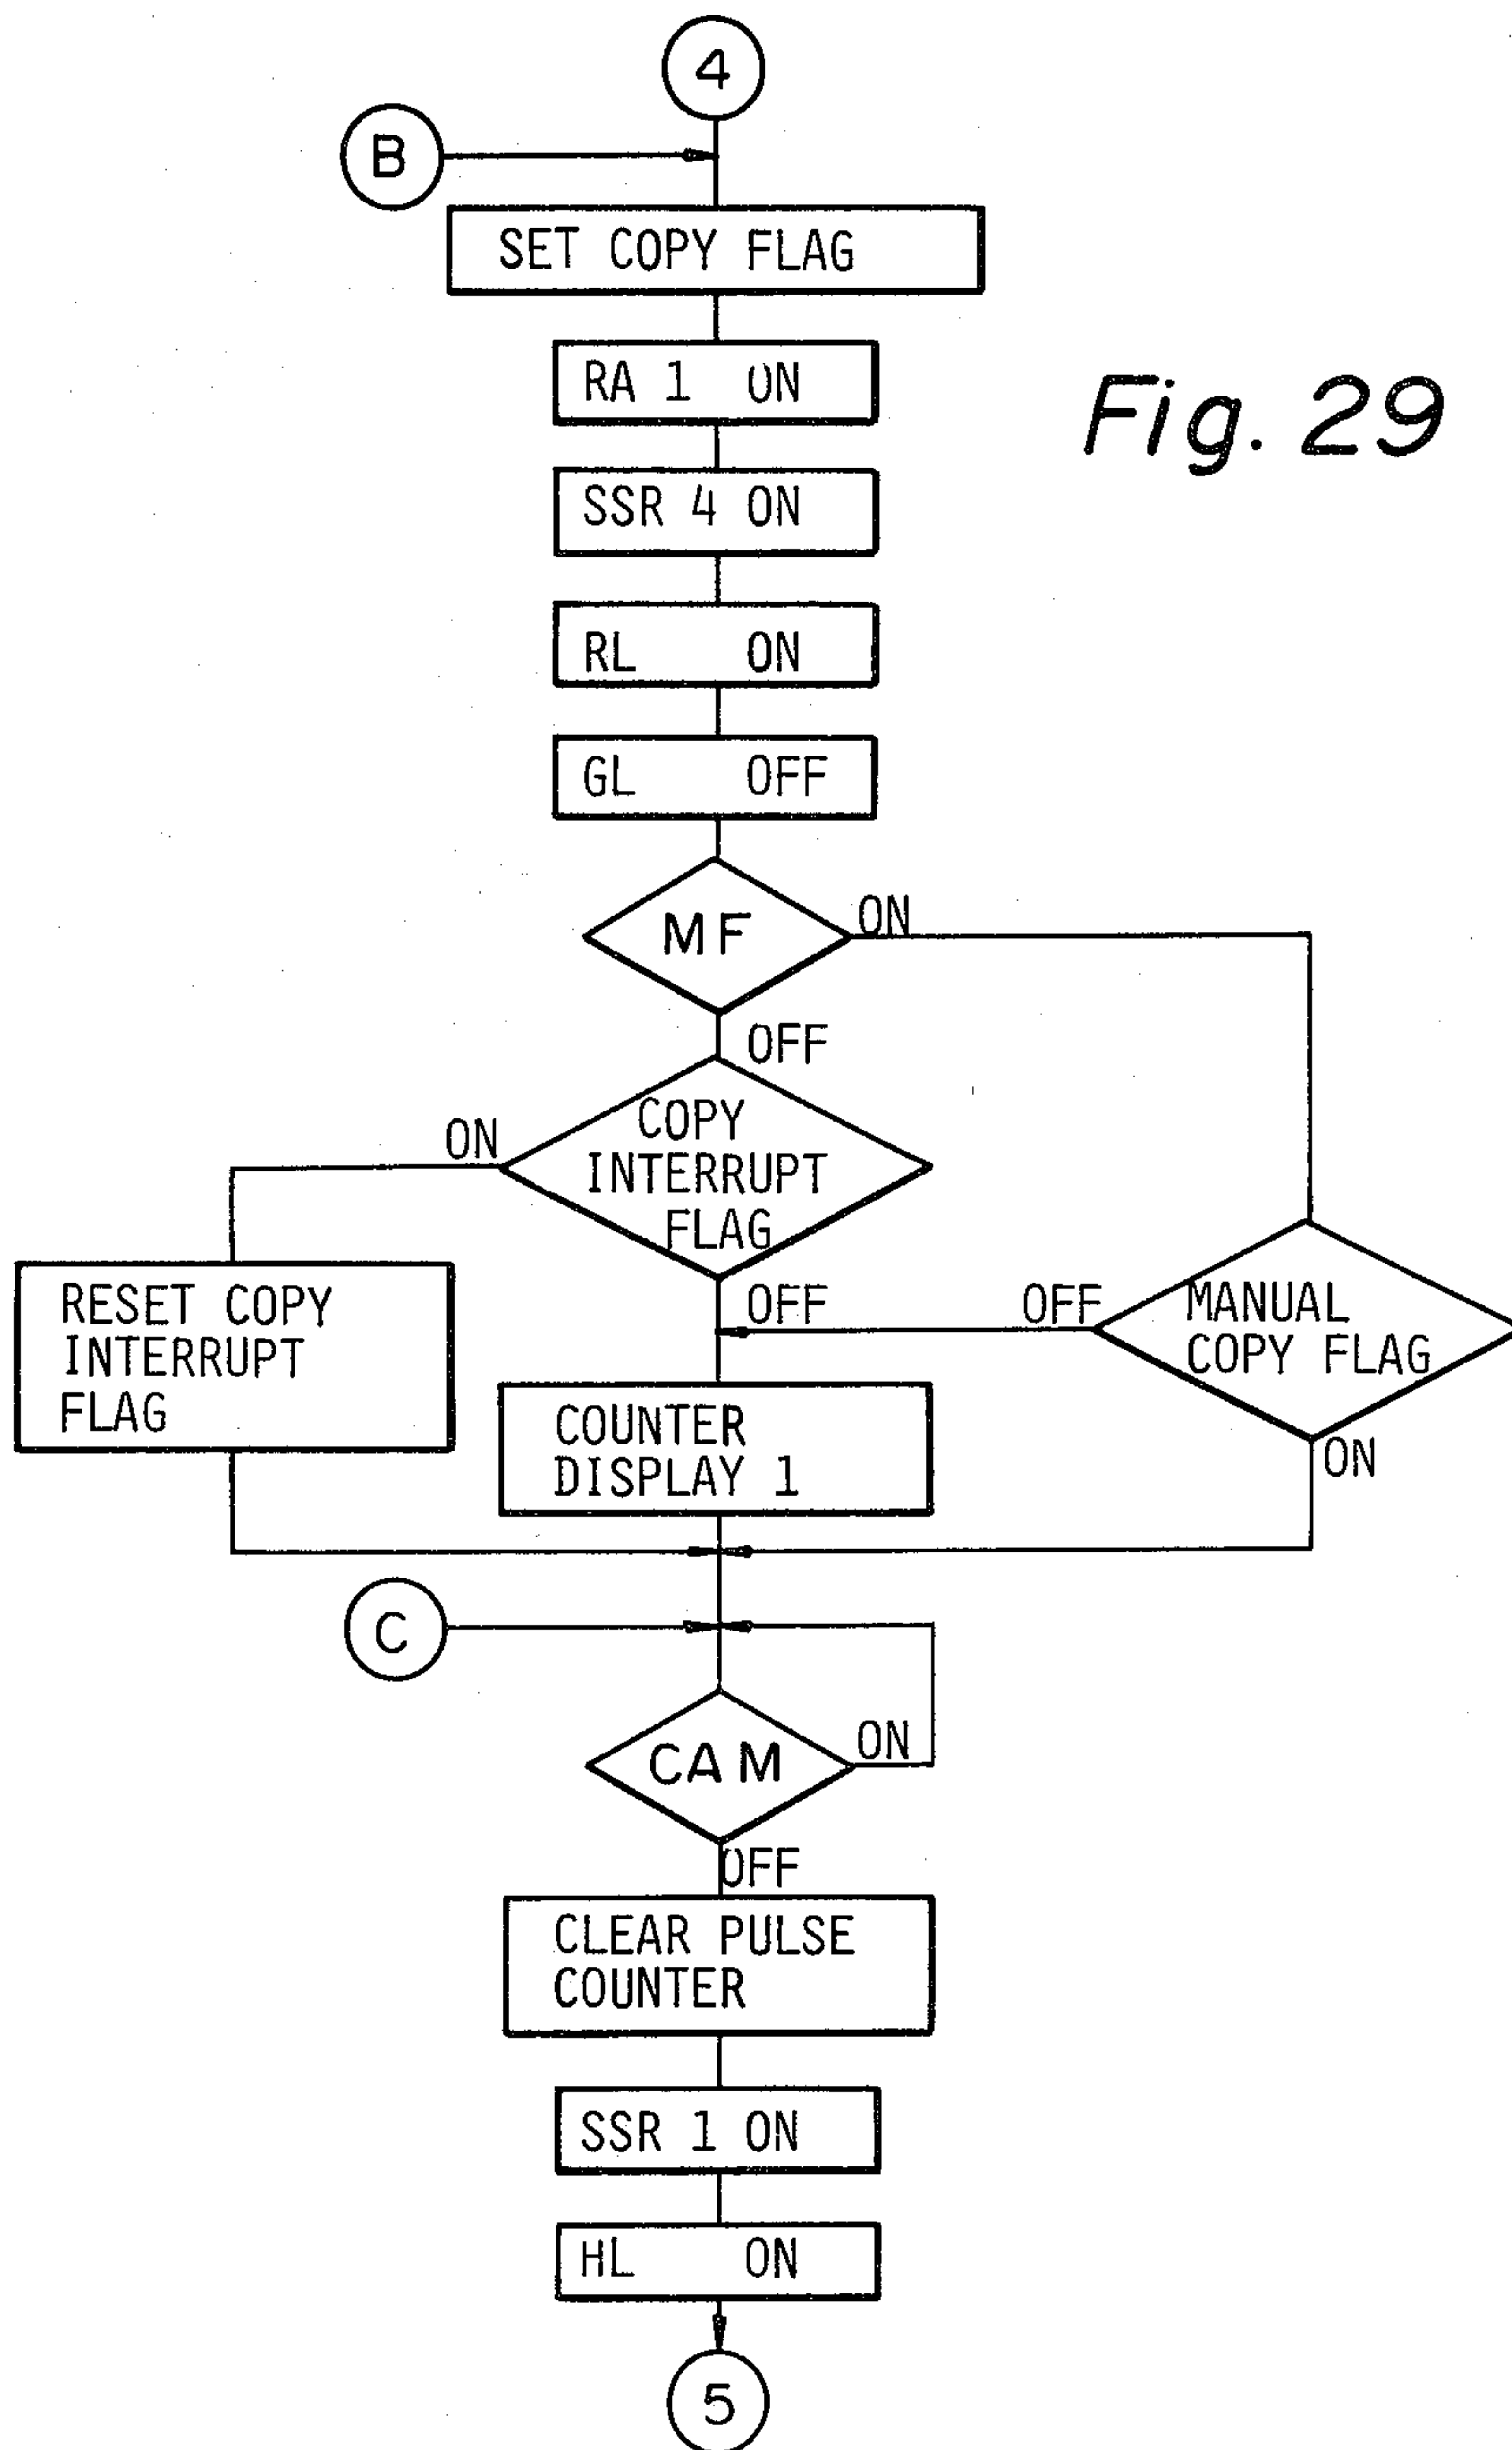 4
B
SET COPY FLAG
RA 1 ON
Fig. 29
SSR 4 ON
RL ON
GL OFF
MF
ON
OFF
COPY
INTERRUPT
FLAG
ON
OFF
RESET COPY
INTERRUPT
FLAG
OFF
MANUAL
COPY FLAG
ON
COUNTER
DISPLAY 1
C
CAM
ON
OFF
CLEAR PULSE
COUNTER
SSR 1 ON
HL ON
5